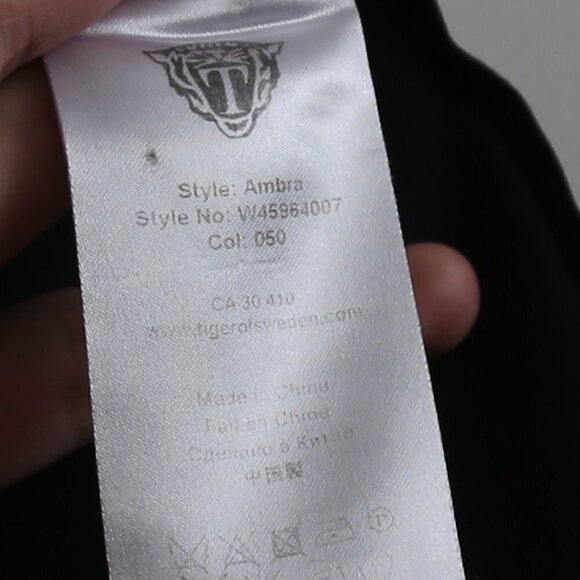 T
Style: Ambra
Style No: W45964007
Col: 050
CA 30 410
www.tigerofsweden.com
Made in China
Fait en Chine
Сделано в Китае
中国製